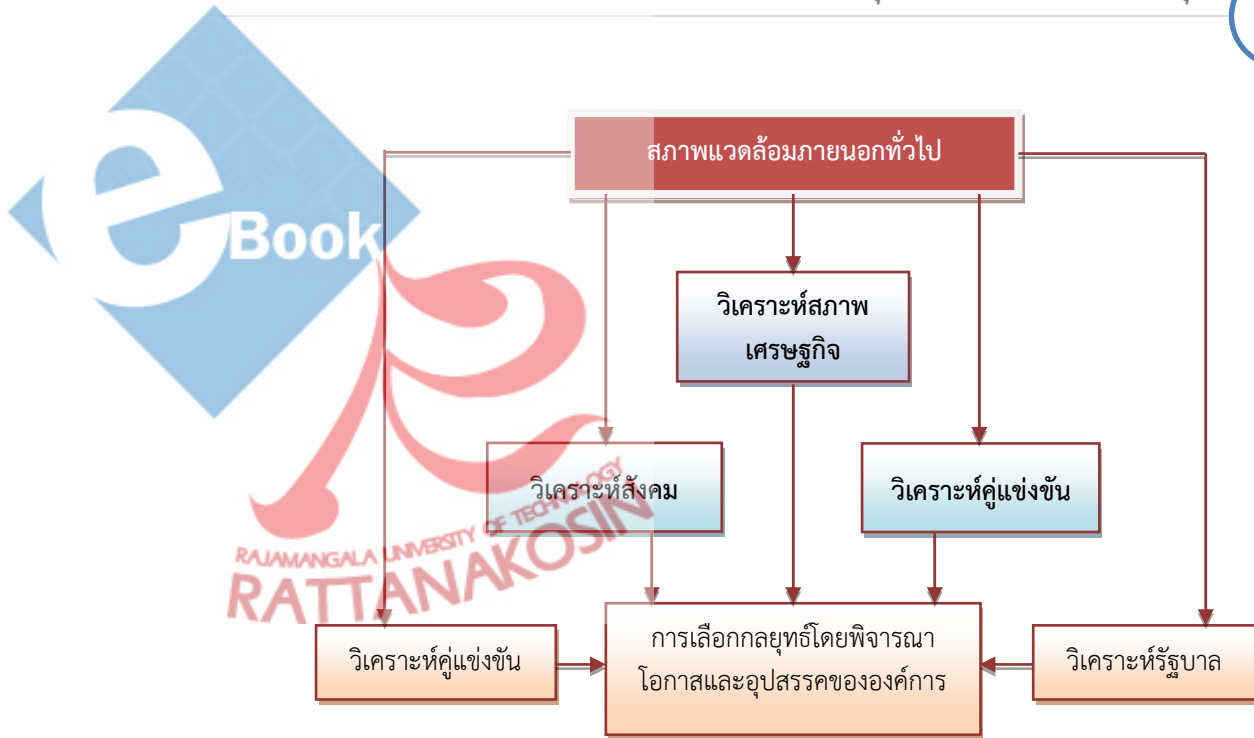 สภาพแวดล้อมภายนอกทั่วไป
eBook
วิเคราะห์สภาพ
เศรษฐกิจ
วิเคราะห์สังคม
วิเคราะห์คู่แข่งขัน
RAJAMANGALA UNIVERSITY OF TECHNOLOGY
RATTANAKOSIN
วิเคราะห์คู่แข่งขัน
การเลือกกลยุทธ์โดยพิจารณา
โอกาสและอุปสรรคขององค์การ
วิเคราะห์รัฐบาล